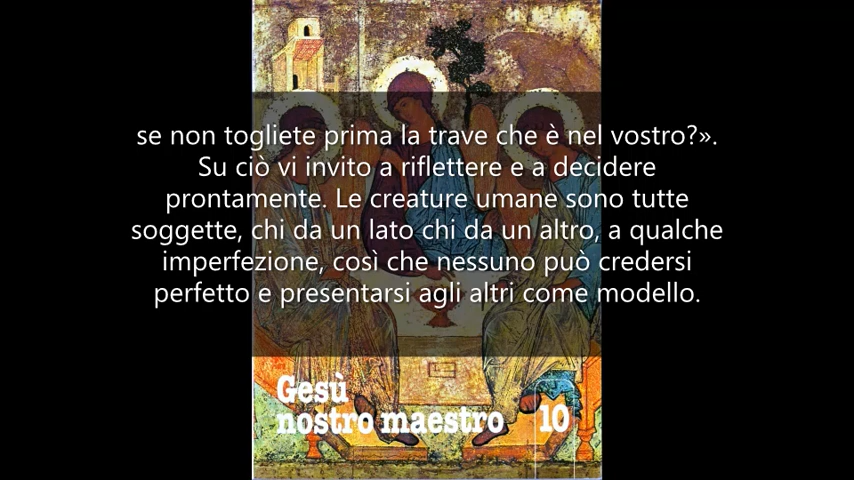 se non togliete prima la trave che è nel vostro?».
Su ciò vi invito a riflettere e a decidere
prontamente. Le creature umane sono tutte
soggette, chi da un lato chi da un altro, a qualche
imperfezione, così che nessuno può credersi
perfetto e presentarsi agli altri come modello.
Gesù
nostro maestro 10